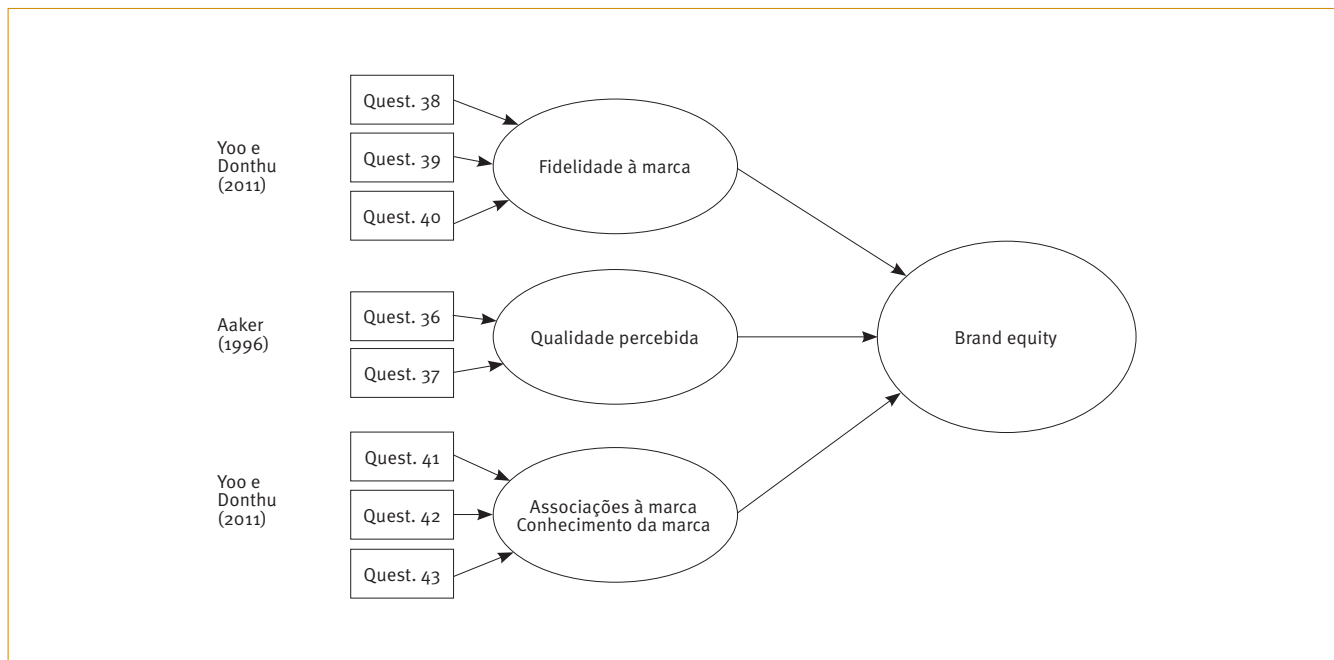 Yoo e
Donthu
(2011)
Quest. 38
Quest. 39
Quest. 40
Fidelidade à marca
Aaker
(1996)
Quest. 36
Quest. 37
Qualidade percebida
Brand equity
Yoo e
Donthu
(2011)
Quest. 41
Quest. 42
Quest. 43
Associações à marca
Conhecimento da marca